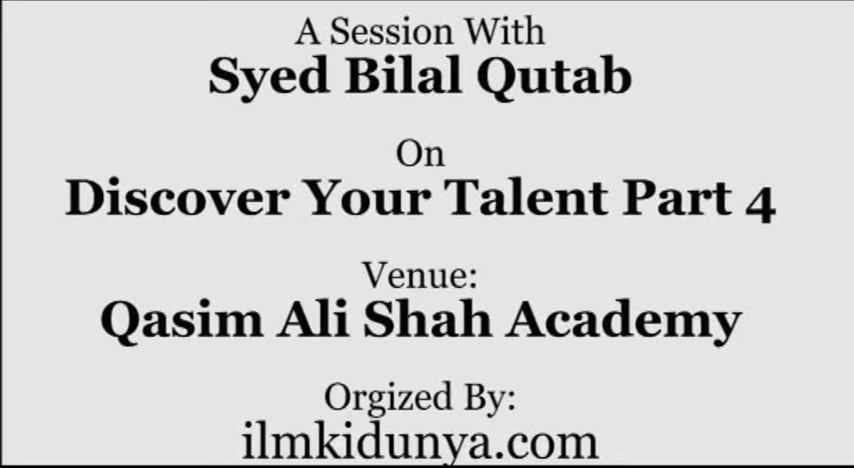 A Session With
Syed Bilal Qutab
On
Discover Your Talent Part 4
Venue:
Qasim Ali Shah Academy
Orgized By:
ilmkidunya.com